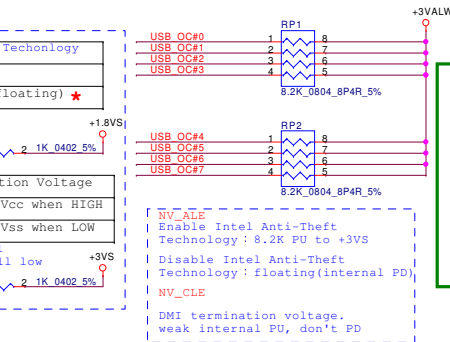 +3VALW
RP1
USB_OC#0 1 8
USB_OC#1 2 7
USB_OC#2 3 6
USB_OC#3 4 5
8.2K_0804_8P4R_5%
Techonlogy
floating) *
+1.8VS
2 1K_0402_5%
RP2
USB_OC#4 1 8
USB_OC#5 2 7
USB_OC#6 3 6
USB_OC#7 4 5
8.2K_0804_8P4R_5%
tion Voltage
Vcc when HIGH
Vss when LOW
ll low
+3VS
2 1K_0402_5%
NV_ALE
Enable Intel Anti-Theft
Technology:8.2K PU to +3VS
Disable Intel Anti-Theft
Technology:floating(internal PD)
NV_CLE
DMI termination voltage.
weak internal PU, don't PD